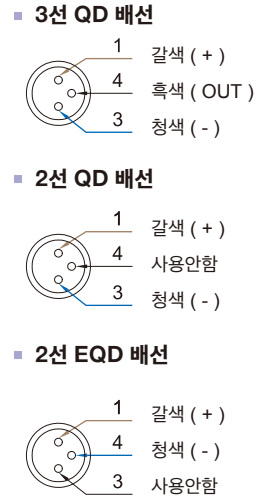 3선 QD 배선
1 갈색 ( + )
4 흑색 ( OUT )
3 청색 ( - )
2선 QD 배선
1 갈색 ( + )
4 사용안함
3 청색 ( - )
2선 EQD 배선
1 갈색 ( + )
4 청색 ( - )
3 사용안함